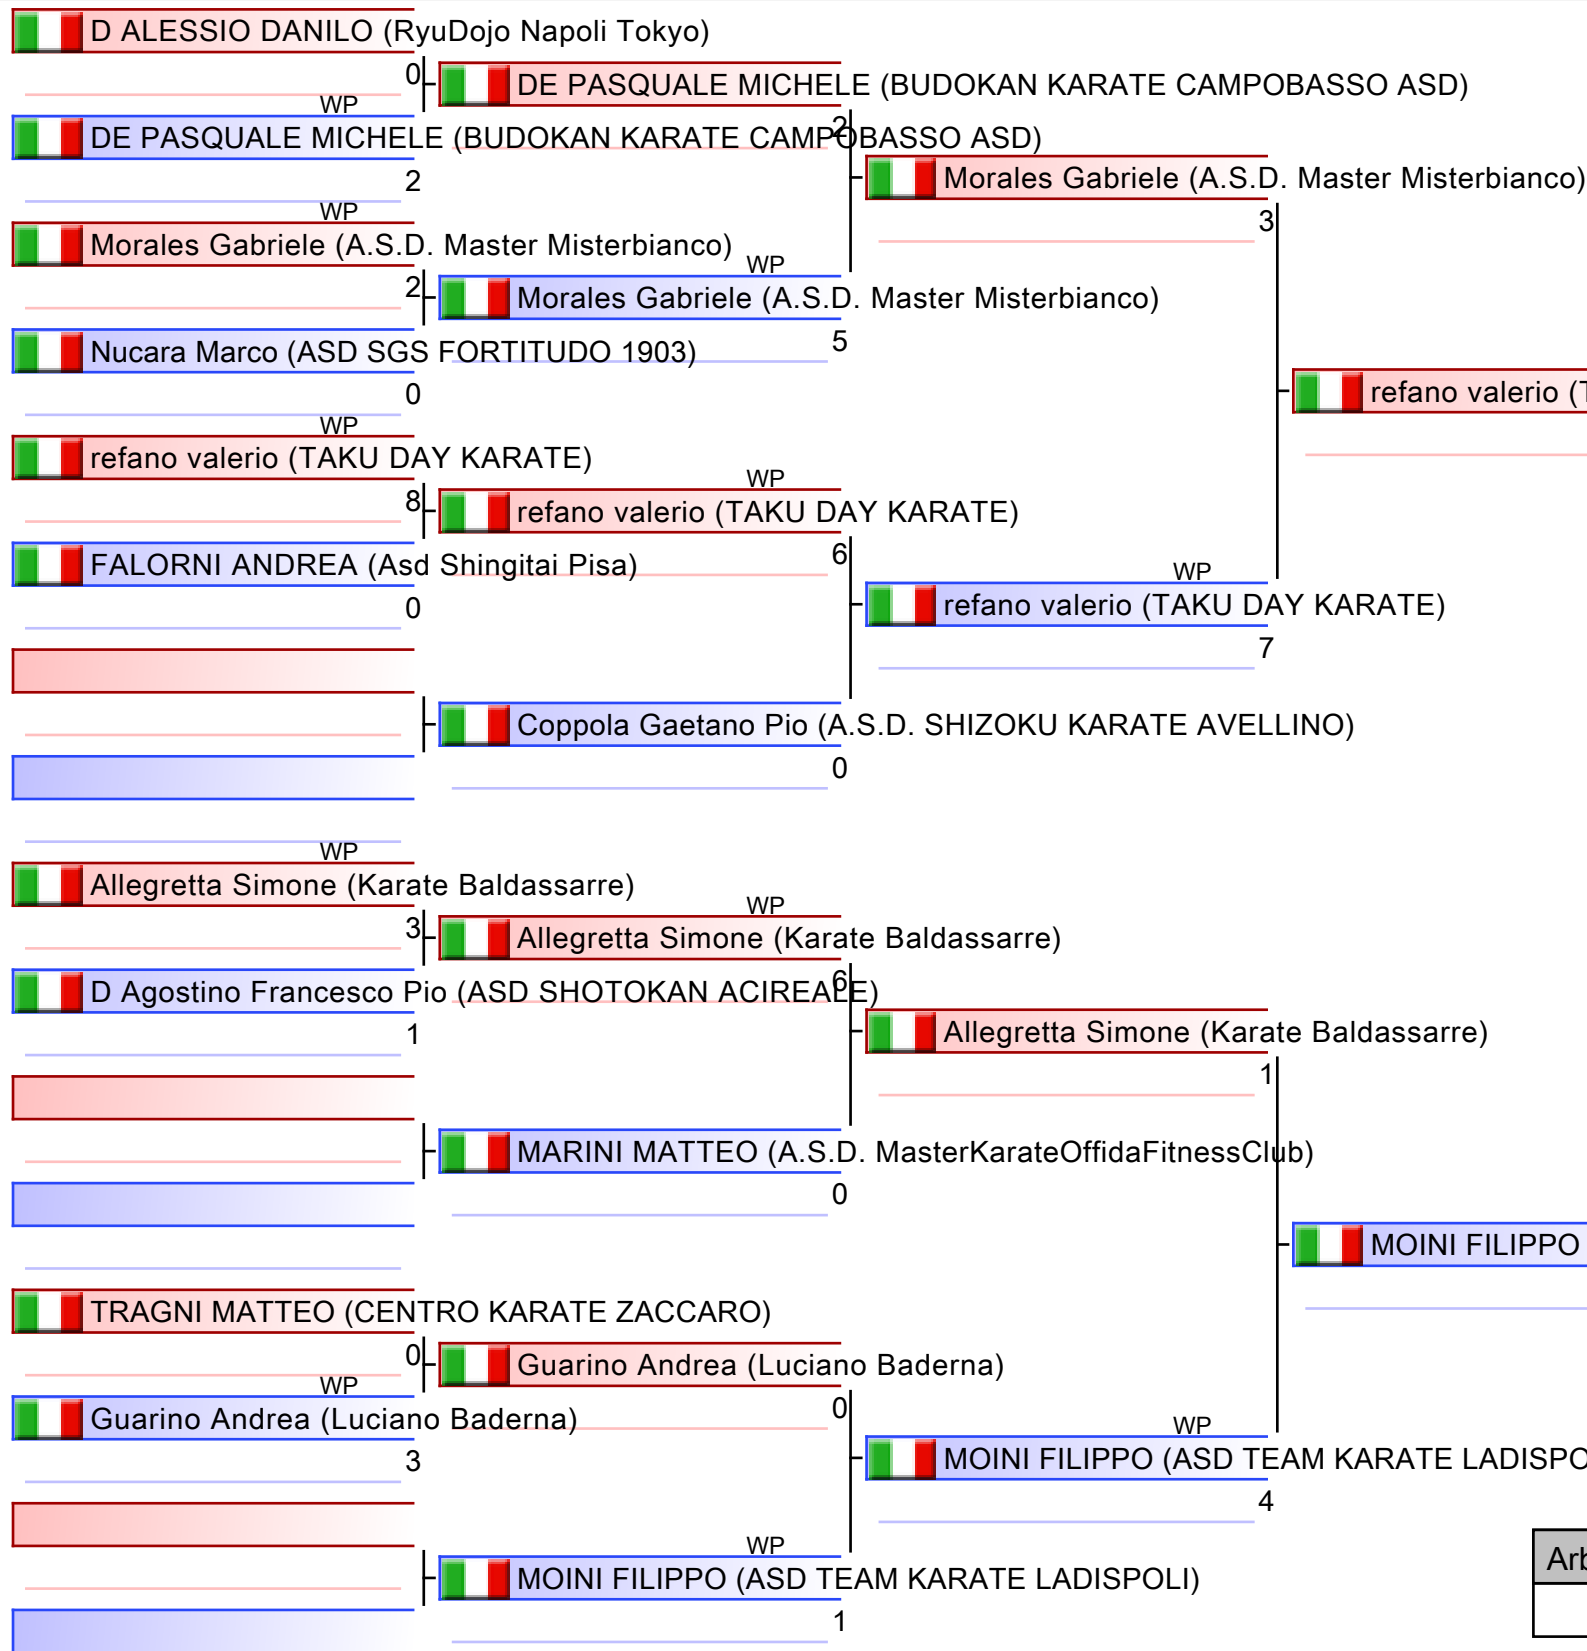 D ALESSIO DANILO (RyuDojo Napoli Tokyo)
0
WP
DE PASQUALE MICHELE (BUDOKAN KARATE CAMPOBASSO ASD)
2
WP
Morales Gabriele (A.S.D. Master Misterbianco)
2
Nucara Marco (ASD SGS FORTITUDO 1903)
0
WP
refano valerio (TAKU DAY KARATE)
8
FALORNI ANDREA (Asd Shingitai Pisa)
0
WP
Allegretta Simone (Karate Baldassarre)
3
D Agostino Francesco Pio (ASD SHOTOKAN ACIREALE)
1
TRAGNI MATTEO (CENTRO KARATE ZACCARO)
0
WP
Guarino Andrea (Luciano Baderna)
3
DE PASQUALE MICHELE (BUDOKAN KARATE CAMPOBASSO ASD)
2
WP
Morales Gabriele (A.S.D. Master Misterbianco)
5
WP
refano valerio (TAKU DAY KARATE)
6
Coppola Gaetano Pio (A.S.D. SHIZOKU KARATE AVELLINO)
0
WP
Allegretta Simone (Karate Baldassarre)
6
MARINI MATTEO (A.S.D. MasterKarateOffidaFitnessClub)
0
Guarino Andrea (Luciano Baderna)
0
WP
MOINI FILIPPO (ASD TEAM KARATE LADISPOLI)
1
Morales Gabriele (A.S.D. Master Misterbianco)
3
WP
refano valerio (TAKU DAY KARATE)
7
Allegretta Simone (Karate Baldassarre)
1
WP
MOINI FILIPPO (ASD TEAM KARATE LADISPO
4
refano valerio (T
MOINI FILIPPO
Arb